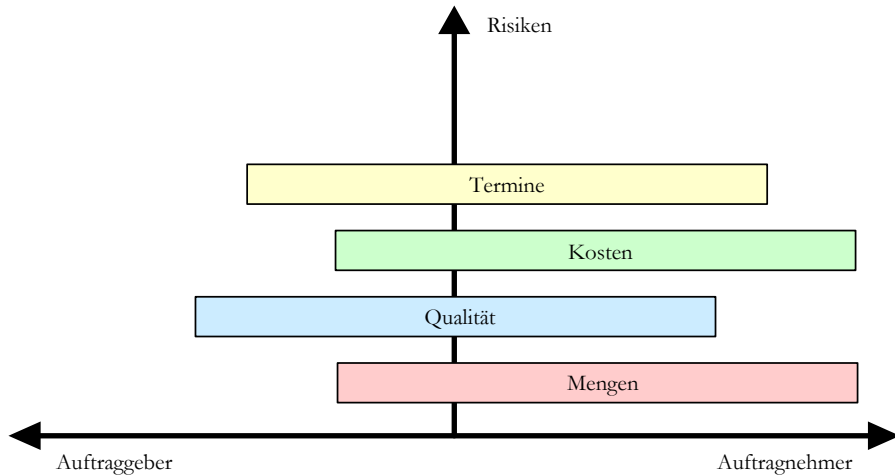 Risiken
Termine
Kosten
Qualität
Mengen
Auftraggeber
Auftragnehmer